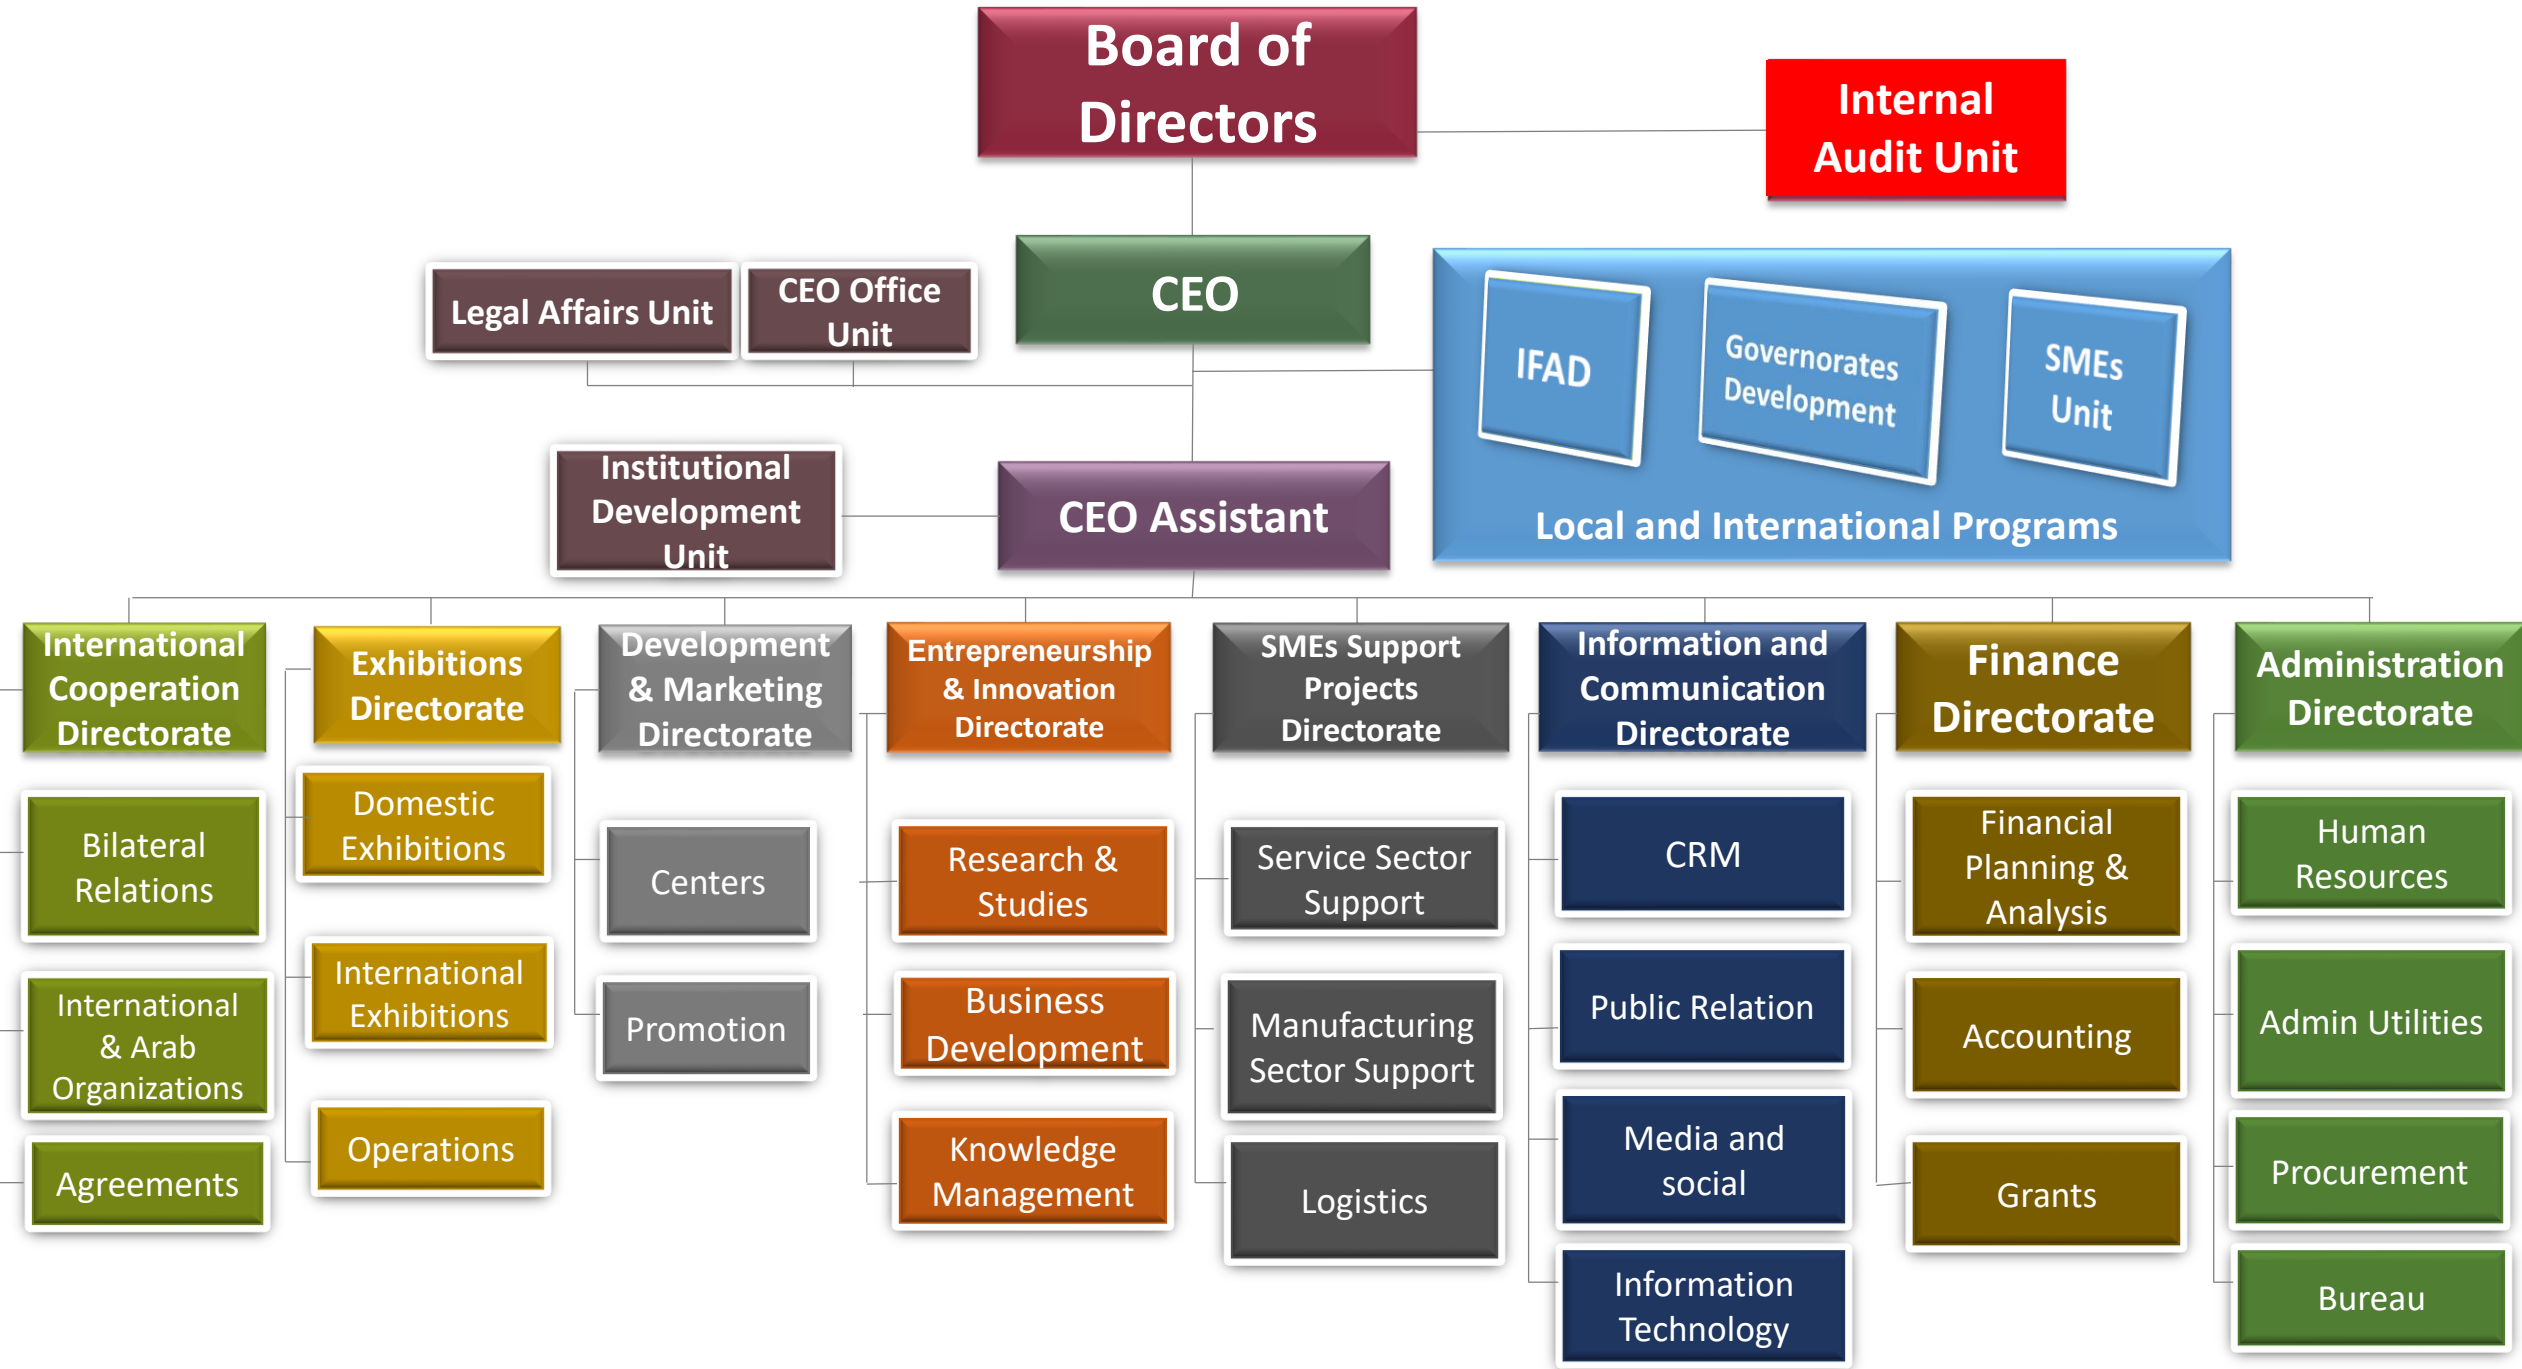 Board of
Directors
Internal
Audit Unit
Legal Affairs Unit
CEO Office
Unit
CEO
IFAD
Governorates
Development
SMEs
Unit
Local and International Programs
Institutional
Development
Unit
CEO Assistant
International
Cooperation
Directorate
Exhibitions
Directorate
Development
& Marketing
Directorate
Entrepreneurship
& Innovation
Directorate
SMEs Support
Projects
Directorate
Information and
Communication
Directorate
Finance
Directorate
Administration
Directorate
Bilateral
Relations
International
& Arab
Organizations
Agreements
Domestic
Exhibitions
International
Exhibitions
Operations
Centers
Promotion
Research &
Studies
Business
Development
Knowledge
Management
Service Sector
Support
Manufacturing
Sector Support
Logistics
CRM
Public Relation
Media and
social
Information
Technology
Financial
Planning &
Analysis
Accounting
Grants
Human
Resources
Admin Utilities
Procurement
Bureau